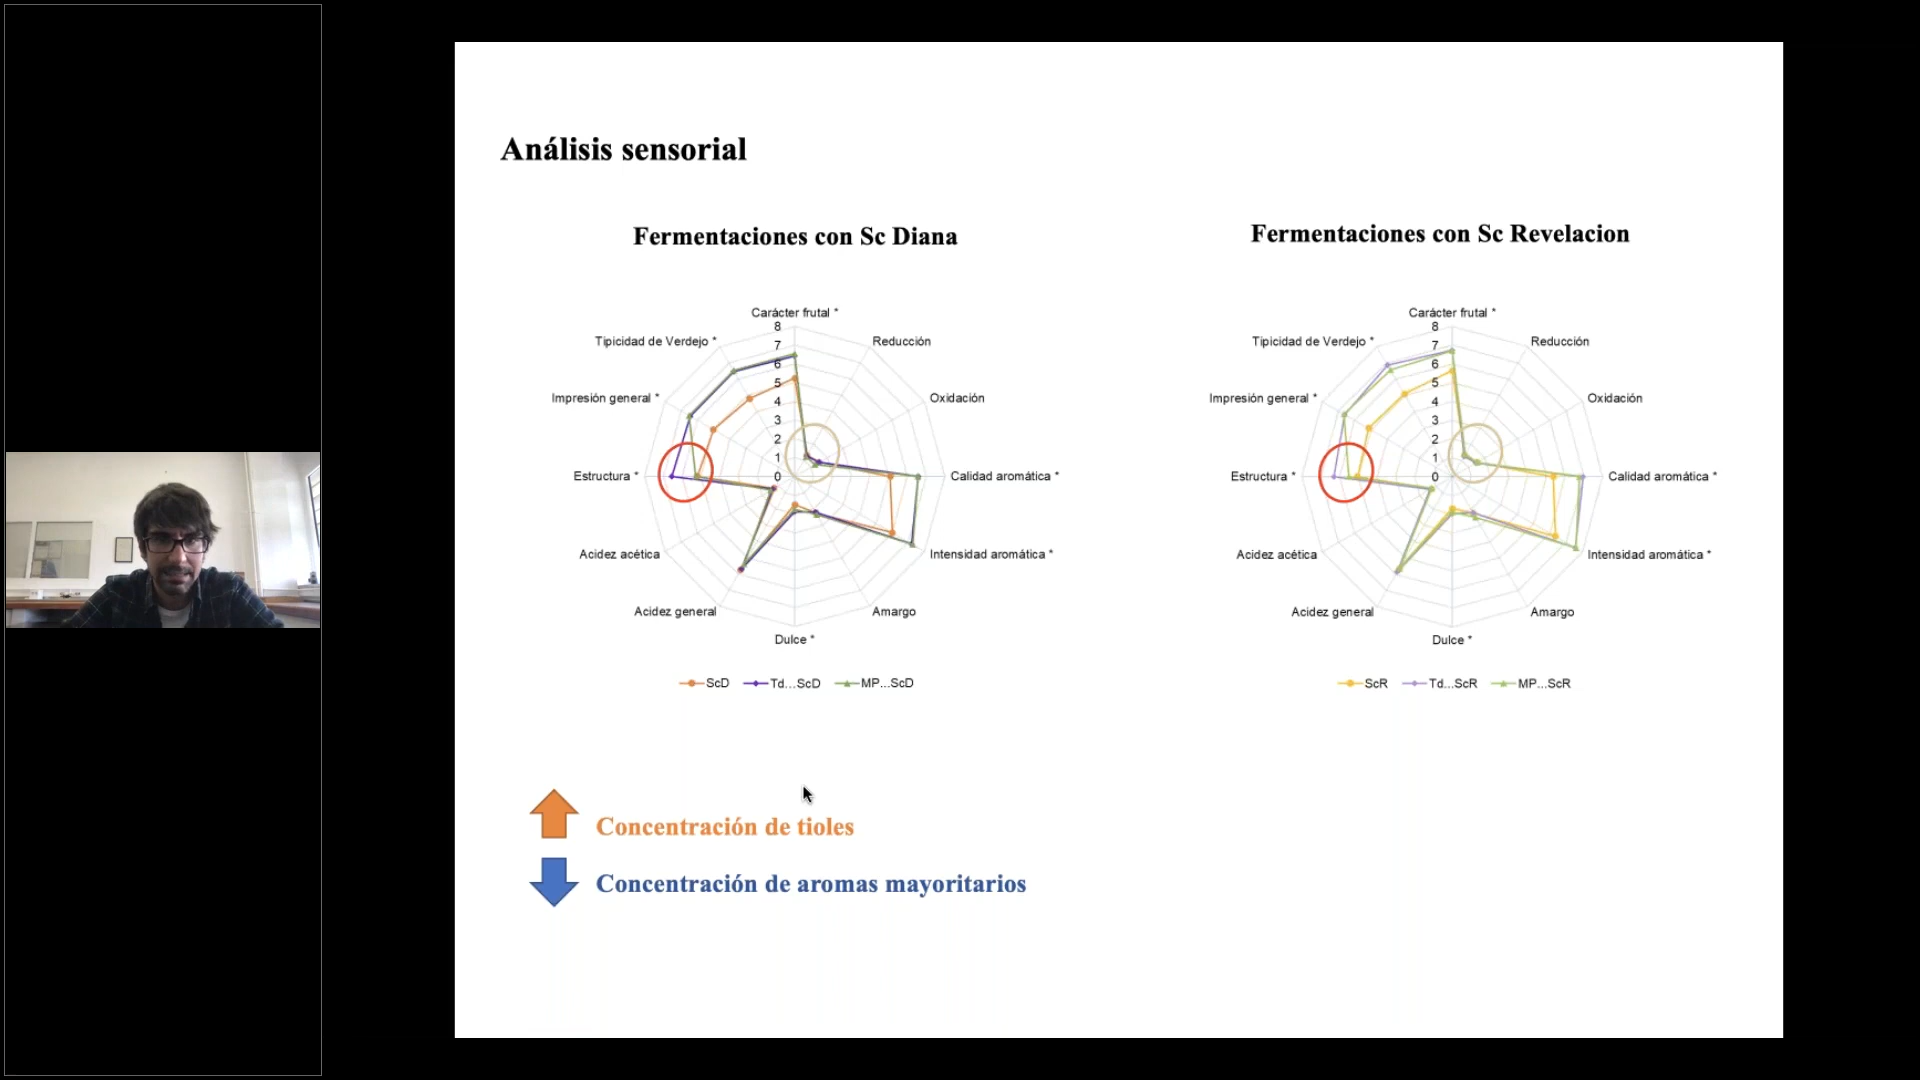 Análisis sensorial
Fermentaciones con Sc Diana
Carácter frutal *
Reducción
Oxidación
Calidad aromática *
Intensidad aromática *
Amargo
Dulce *
Acidez general
Acidez acética
Estructura *
Impresión general *
Tipicidad de Verdejo *
8
7
6
5
4
3
2
1
0
ScD
Td...ScD
MP...ScD
Fermentaciones con Sc Revelacion
Carácter frutal *
Reducción
Oxidación
Calidad aromática *
Intensidad aromática *
Amargo
Dulce *
Acidez general
Acidez acética
Estructura *
Impresión general *
Tipicidad de Verdejo *
8
7
6
5
4
3
2
1
0
ScR
Td...ScR
MP...ScR
Concentración de tioles
Concentración de aromas mayoritarios